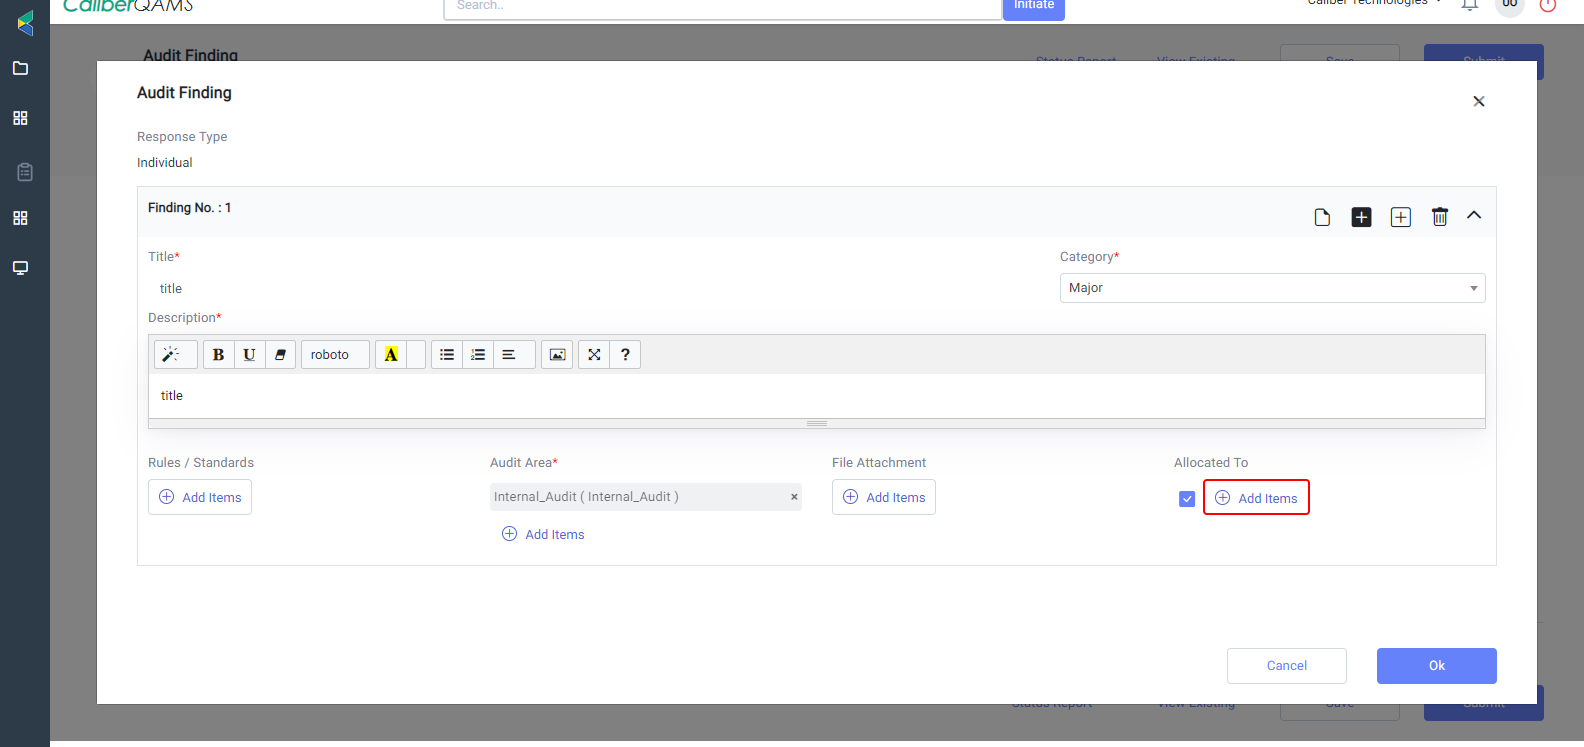 CaliberQAMS
Search..
Initiate
Caliber Technologies
Audit Finding
Status Report
View Existing
Save
Submit
Audit Finding
Response Type
Individual
Finding No. : 1
Title*
Category*
title
Major
Description*
B U roboto A ?
title
Rules / Standards
Audit Area*
File Attachment
Allocated To
Add Items
Internal_Audit ( Internal_Audit ) ×
Add Items
Add Items
Add Items
Cancel
Ok
Status Report
View Existing
Save
Submit